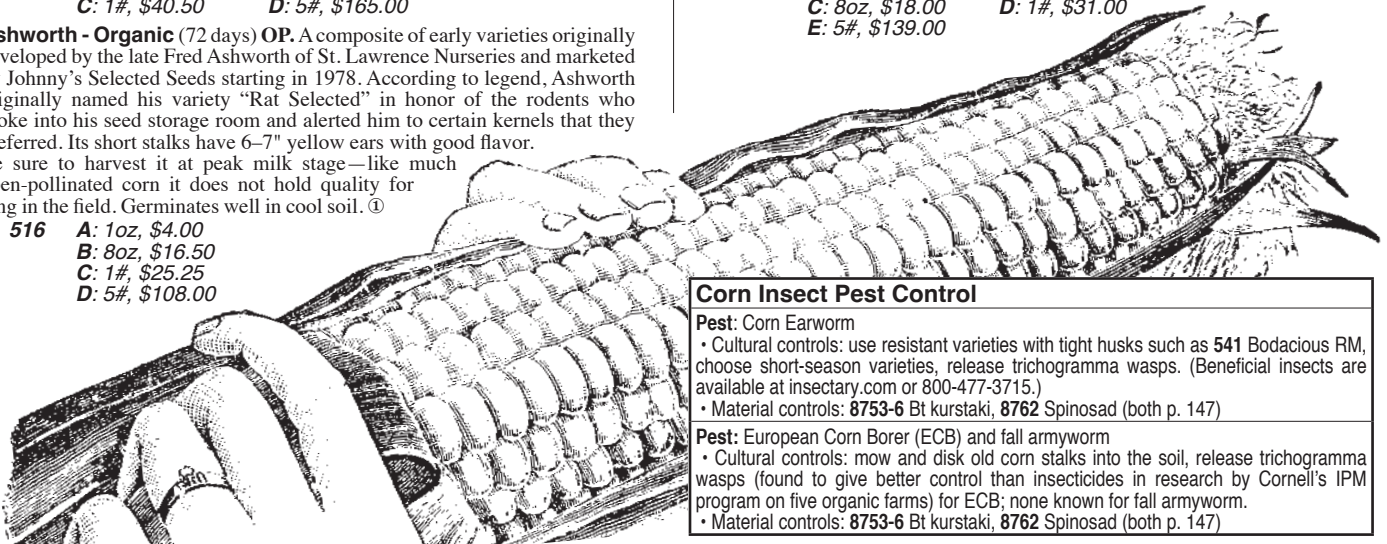 C: 1#, $40.50 D: 5#, $165.00
shworth - Organic (72 days) OP. A composite of early varieties originally
veloped by the late Fred Ashworth of St. Lawrence Nurseries and marketed
Johnny’s Selected Seeds starting in 1978. According to legend, Ashworth
iginally named his variety “Rat Selected” in honor of the rodents who
oke into his seed storage room and alerted him to certain kernels that they
eferred. Its short stalks have 6–7" yellow ears with good flavor.
e sure to harvest it at peak milk stage—like much
en-pollinated corn it does not hold quality for
ng in the field. Germinates well in cool soil. ①
516 A: 1oz, $4.00
B: 8oz, $16.50
C: 1#, $25.25
D: 5#, $108.00
C: 8oz, $18.00 D: 1#, $31.00
E: 5#, $139.00
Corn Insect Pest Control
Pest: Corn Earworm
• Cultural controls: use resistant varieties with tight husks such as 541 Bodacious RM,
choose short-season varieties, release trichogramma wasps. (Beneficial insects are
available at insectary.com or 800-477-3715.)
• Material controls: 8753-6 Bt kurstaki, 8762 Spinosad (both p. 147)
Pest: European Corn Borer (ECB) and fall armyworm
• Cultural controls: mow and disk old corn stalks into the soil, release trichogramma
wasps (found to give better control than insecticides in research by Cornell’s IPM
program on five organic farms) for ECB; none known for fall armyworm.
• Material controls: 8753-6 Bt kurstaki, 8762 Spinosad (both p. 147)